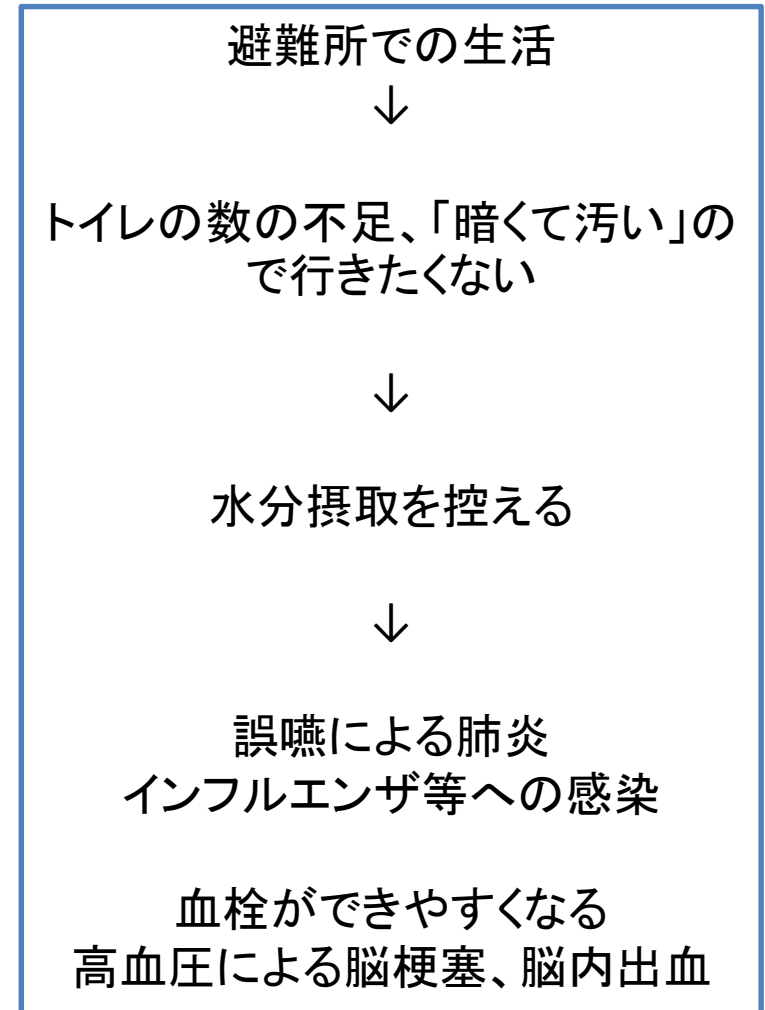 避難所での生活
↓
トイレの数の不足、「暗くて汚い」の
で行きたくない
↓
水分摂取を控える
↓
誤嚥による肺炎
インフルエンザ等への感染
血栓ができやすくなる
高血圧による脳梗塞、脳内出血